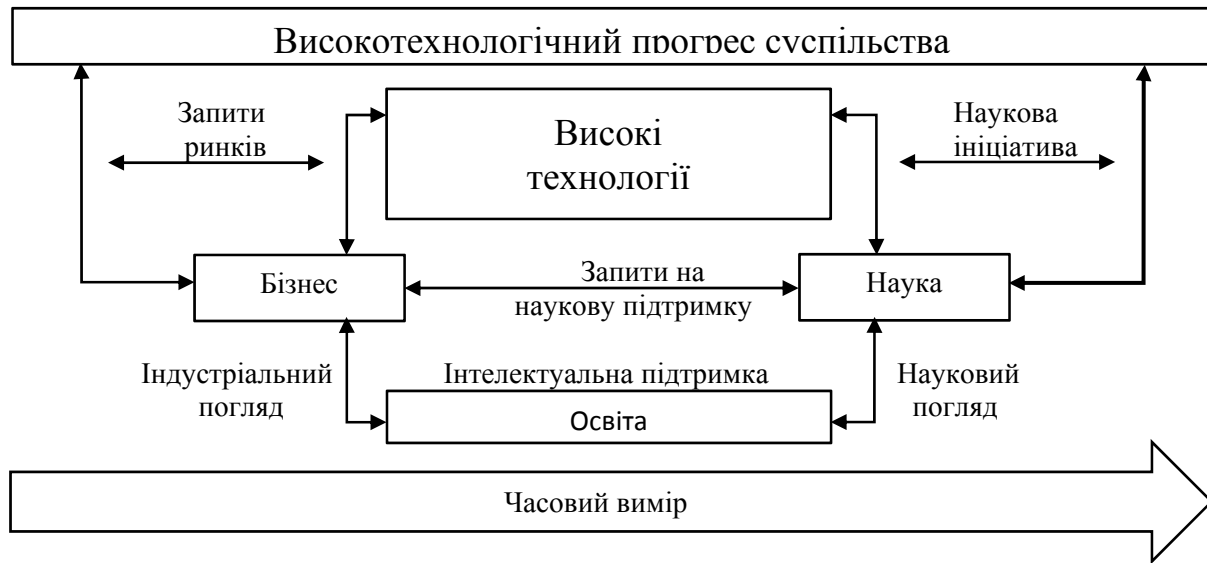 Високотехнологічний прогрес суспільства
Запити
ринків
Високі
технології
Наукова
ініціатива
Бізнес
Запити на
наукову підтримку
Наука
Індустріальний
погляд
Інтелектуальна підтримка
Науковий
погляд
Освіта
Часовий вимір